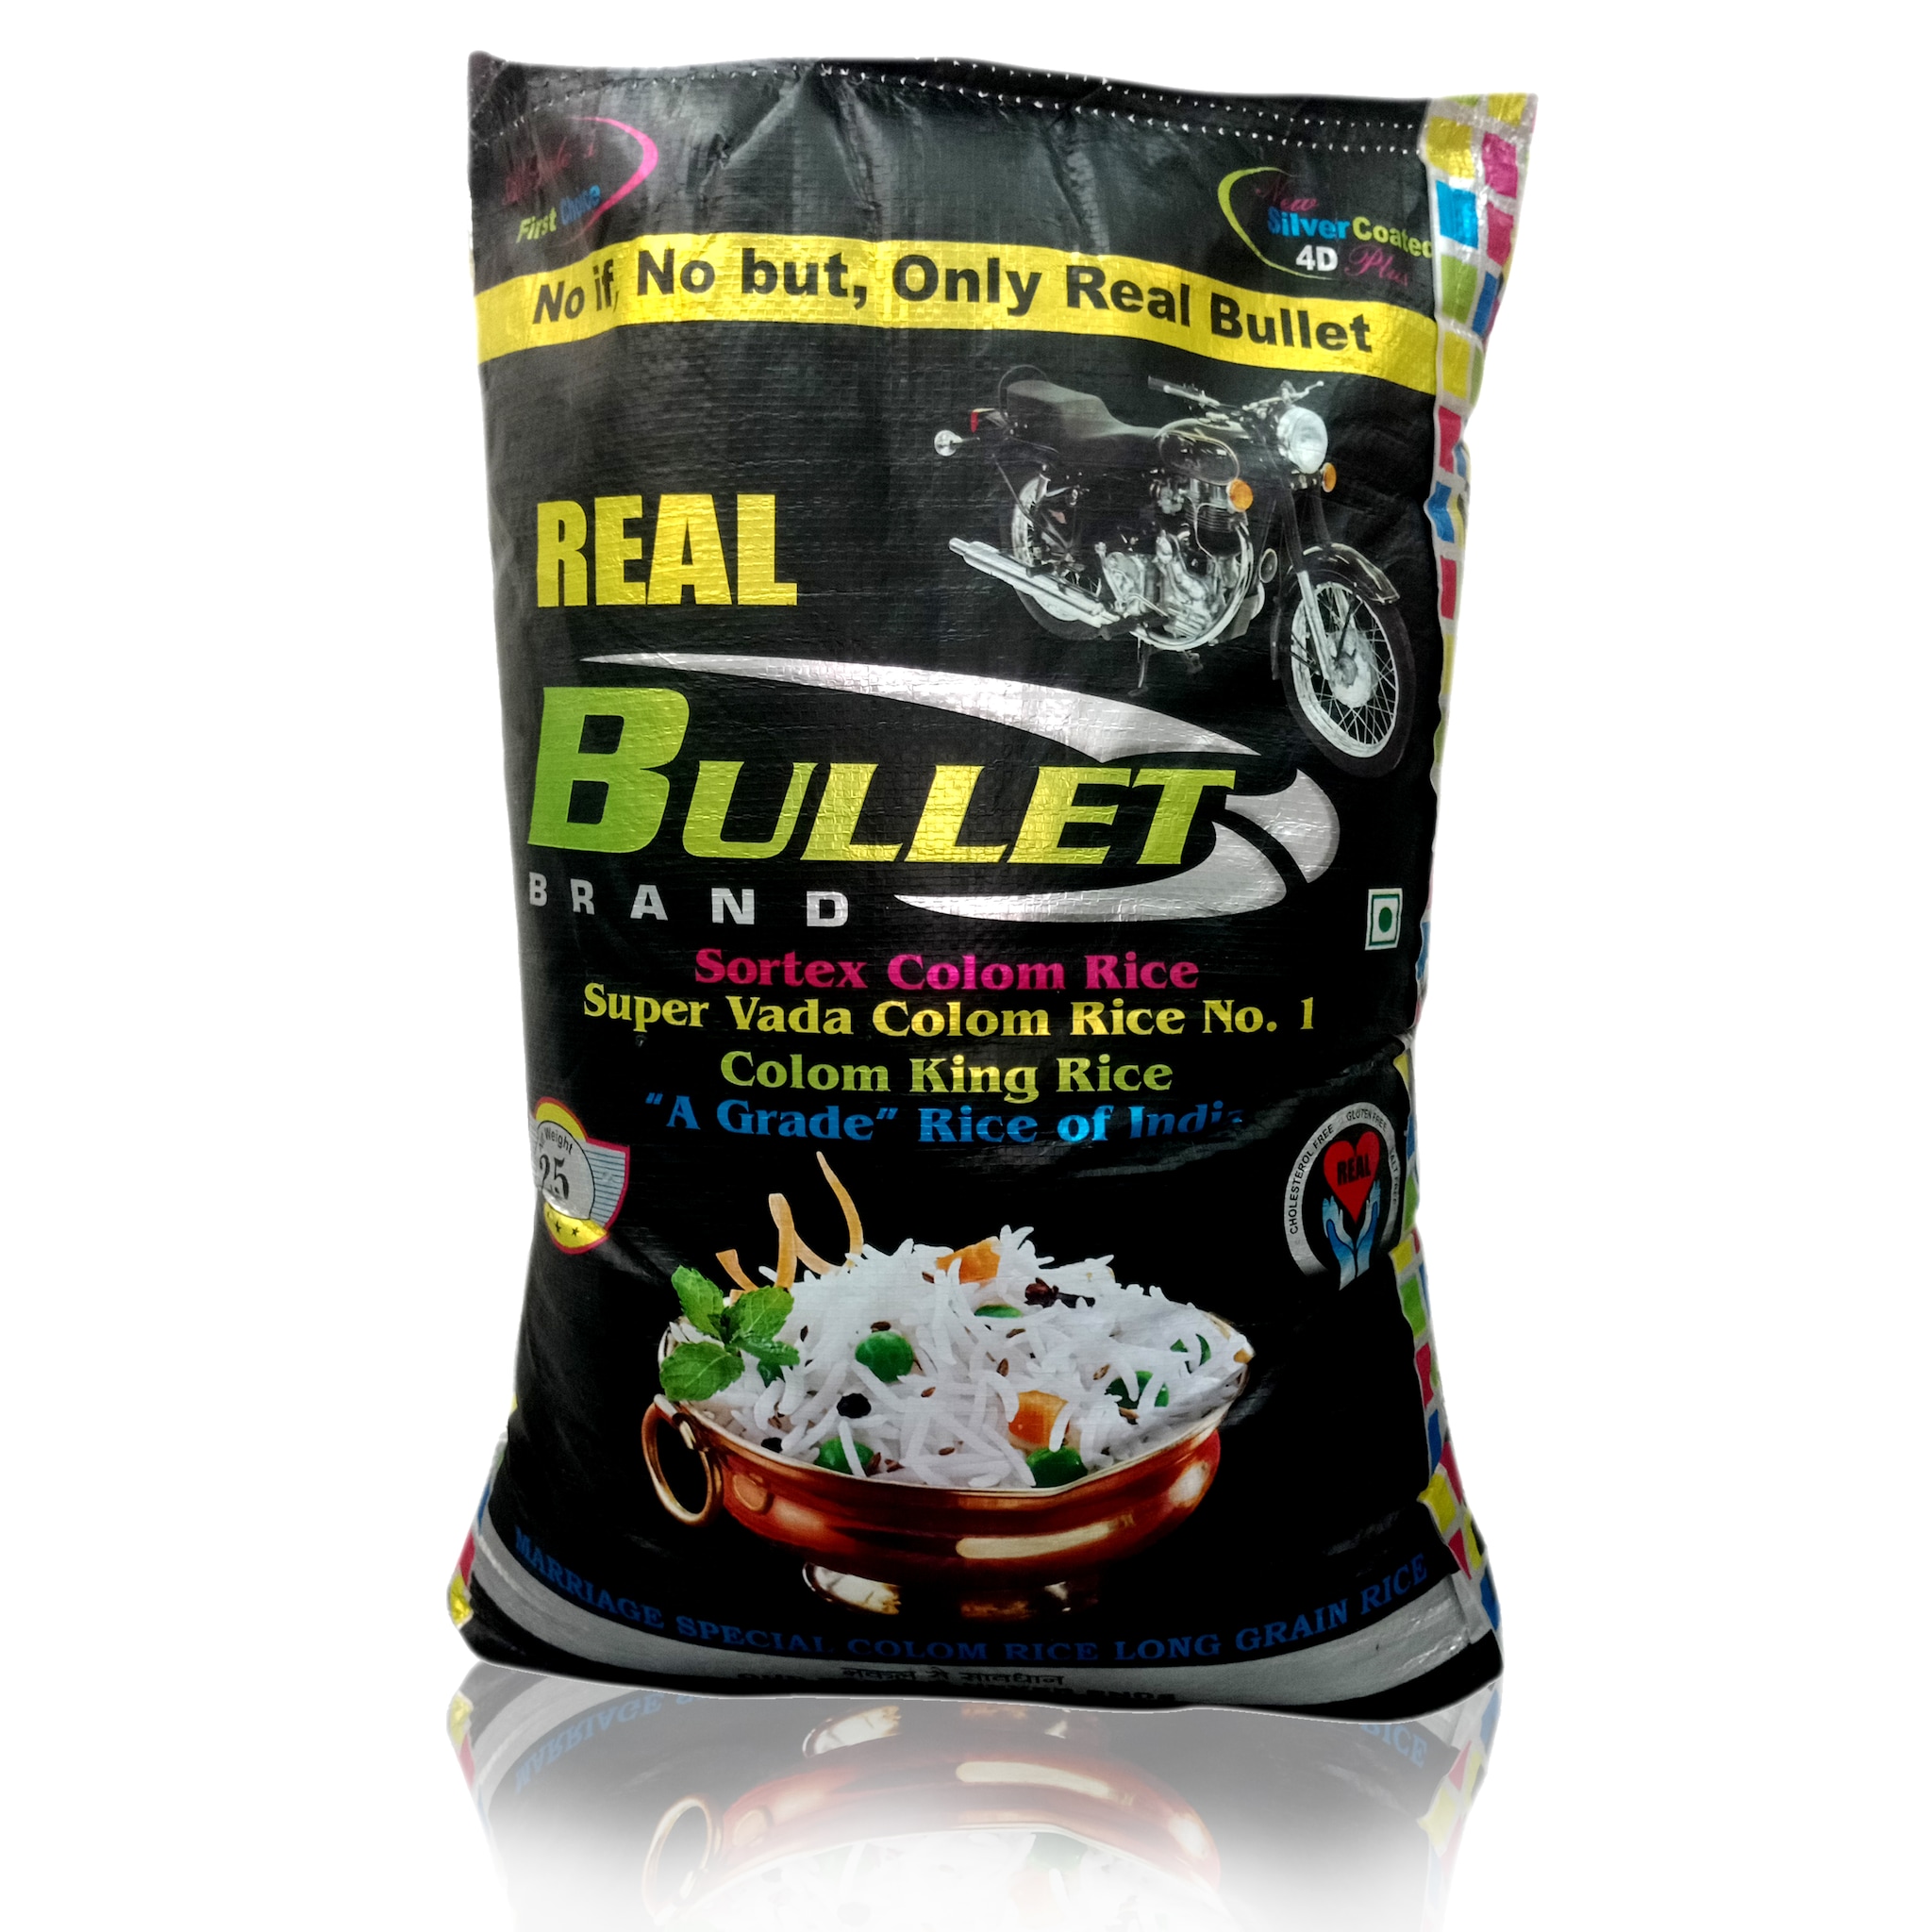 First Choice
New
Silver Coated
4D Plus
No if, No but, Only Real Bullet
REAL
BULLET
BRAND
Sortex Colom Rice
Super Vada Colom Rice No. 1
Colom King Rice
"A Grade" Rice of India
Weight
25
CHOLESTEROL FREE GLUTEN FREE
REAL
MARRIAGE SPECIAL COLOM RICE LONG GRAIN RICE
सावधान